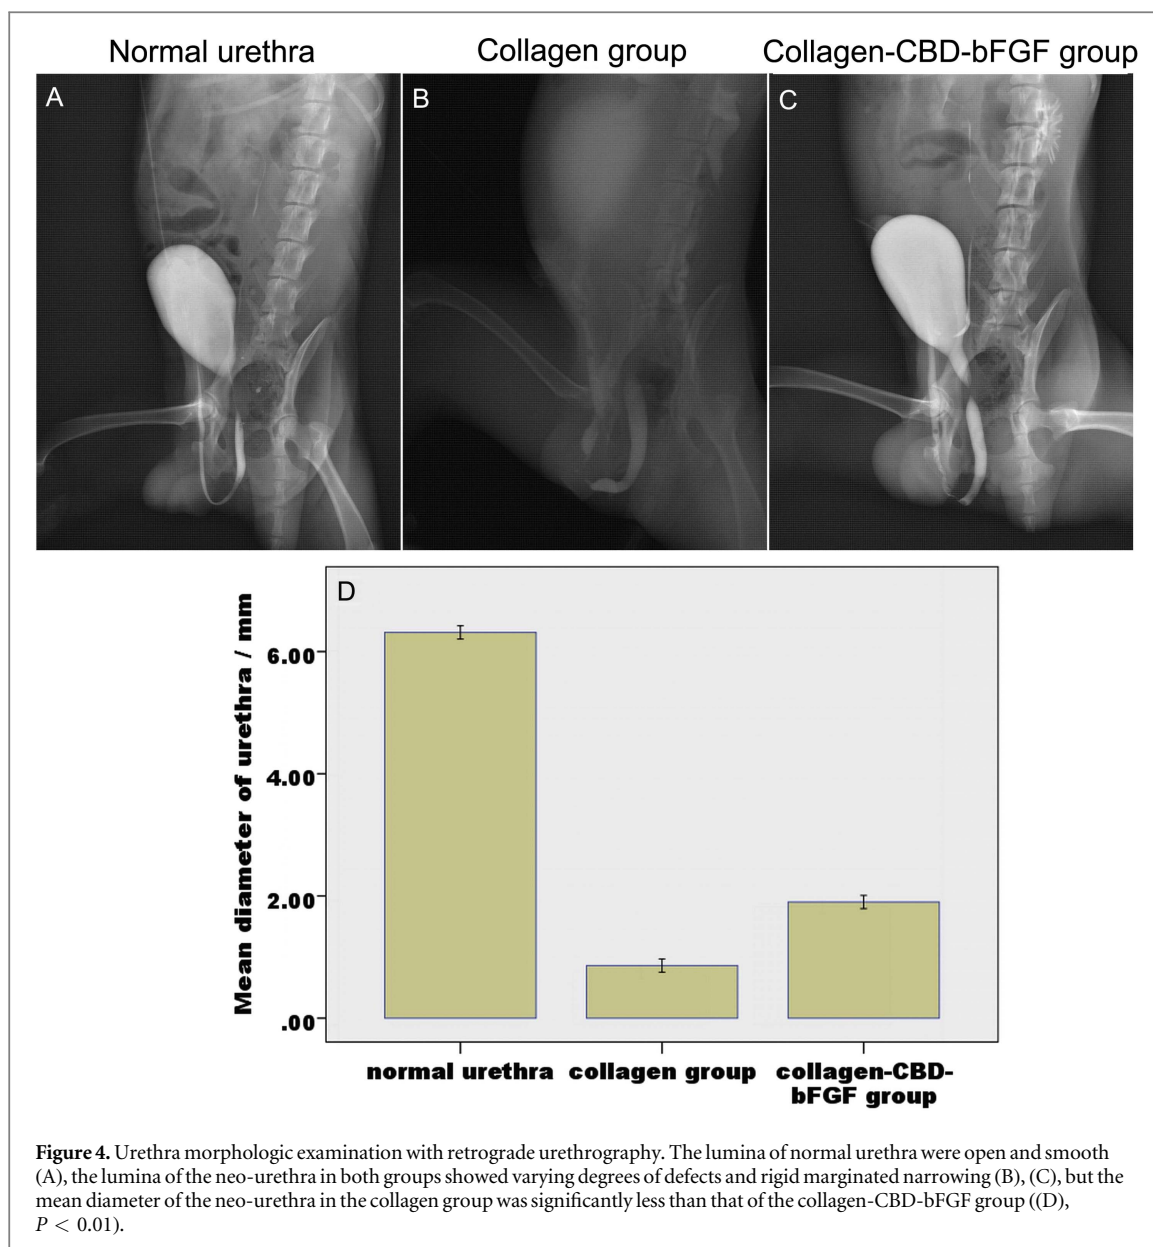 Normal urethra
Collagen group
Collagen-CBD-bFGF group
A
B
C
D
Mean diameter of urethra / mm
6.00
4.00
2.00
.00
normal urethra
collagen group
collagen-CBD-
bFGF group
Figure 4. Urethra morphologic examination with retrograde urethrography. The lumina of normal urethra were open and smooth
(A), the lumina of the neo-urethra in both groups showed varying degrees of defects and rigid marginated narrowing (B), (C), but the
mean diameter of the neo-urethra in the collagen group was significantly less than that of the collagen-CBD-bFGF group ((D),
P < 0.01).